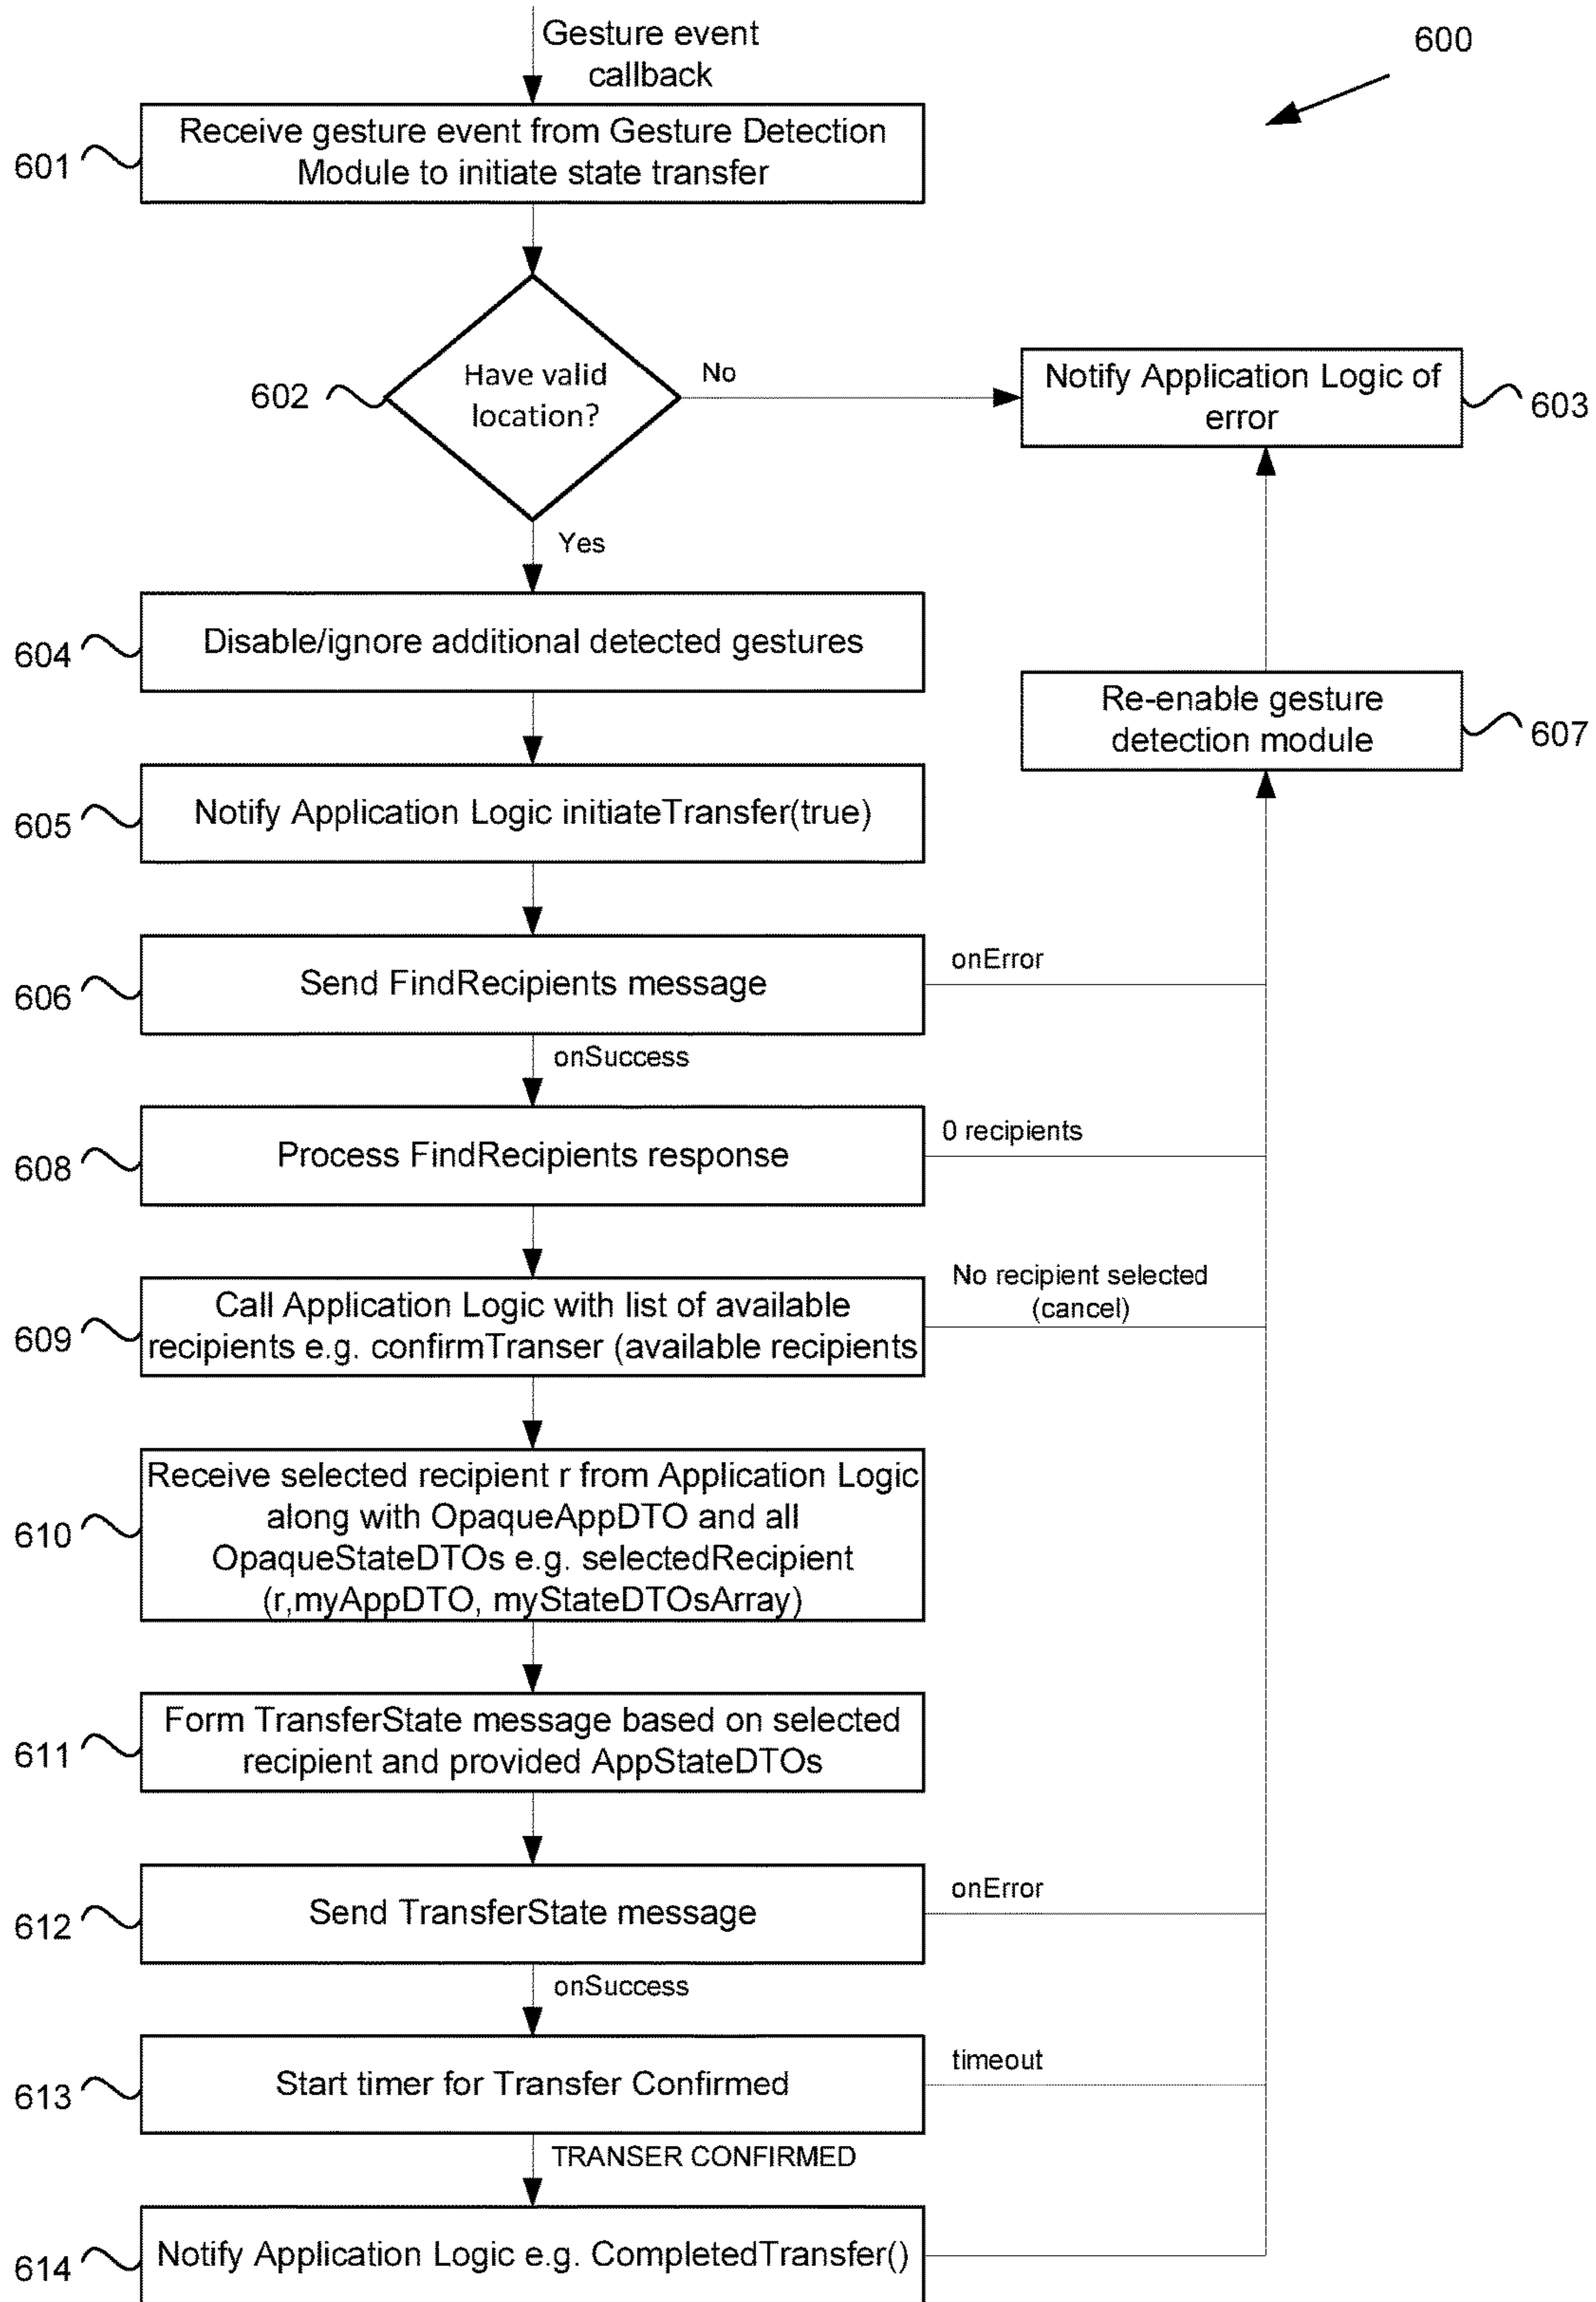 Gesture event
callback
600
Receive gesture event from Gesture Detection
Module to initiate state transfer
601
Have valid
location?
602
No
Notify Application Logic of
error
603
Yes
Disable/ignore additional detected gestures
604
Re-enable gesture
detection module
607
Notify Application Logic initiateTransfer(true)
605
Send FindRecipients message
606
onError
onSuccess
Process FindRecipients response
608
0 recipients
Call Application Logic with list of available
recipients e.g. confirmTranser (available recipients
609
No recipient selected
(cancel)
Receive selected recipient r from Application Logic
along with OpaqueAppDTO and all
OpaqueStateDTOs e.g. selectedRecipient
(r,myAppDTO, myStateDTOsArray)
610
Form TransferState message based on selected
recipient and provided AppStateDTOs
611
Send TransferState message
612
onError
onSuccess
Start timer for Transfer Confirmed
613
timeout
TRANSER CONFIRMED
Notify Application Logic e.g. CompletedTransfer()
614